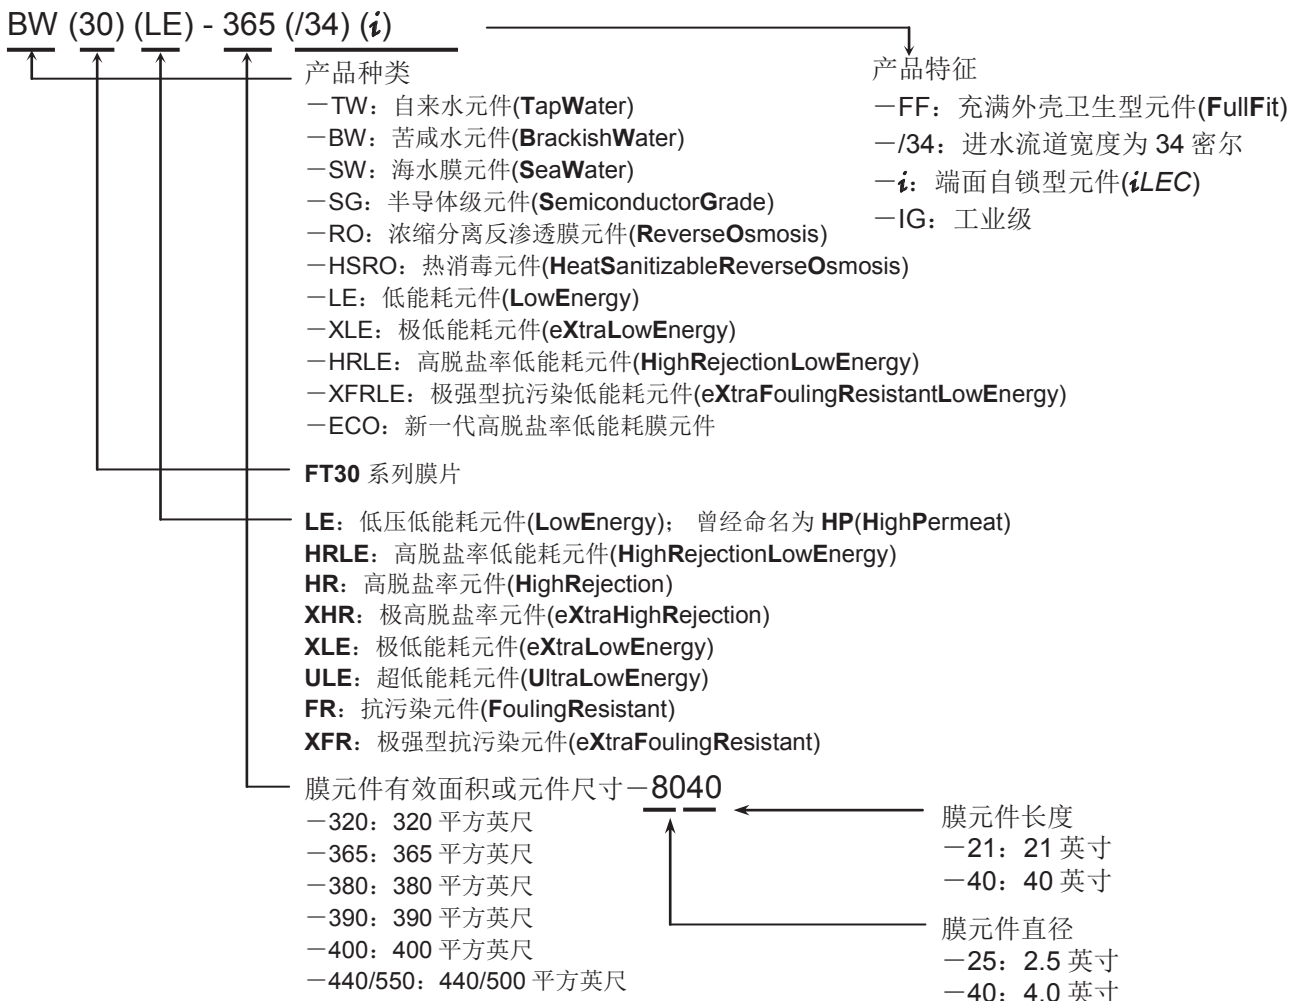 BW (30) (LE) - 365 (/34) (i)
产品种类
－TW：自来水元件(TapWater)
－BW：苦咸水元件(BrackishWater)
－SW：海水膜元件(SeaWater)
－SG：半导体级元件(SemiconductorGrade)
－RO：浓缩分离反渗透膜元件(ReverseOsmosis)
－HSRO：热消毒元件(HeatSanitizableReverseOsmosis)
－LE：低能耗元件(LowEnergy)
－XLE：极低能耗元件(eXtraLowEnergy)
－HRLE：高脱盐率低能耗元件(HighRejectionLowEnergy)
－XFRLE：极强型抗污染低能耗元件(eXtraFoulingResistantLowEnergy)
－ECO：新一代高脱盐率低能耗膜元件
产品特征
－FF：充满外壳卫生型元件(FullFit)
－/34：进水流道宽度为 34 密尔
－i：端面自锁型元件(iLEC)
－IG：工业级
FT30 系列膜片
LE：低压低能耗元件(LowEnergy)； 曾经命名为 HP(HighPermeat)
HRLE：高脱盐率低能耗元件(HighRejectionLowEnergy)
HR：高脱盐率元件(HighRejection)
XHR：极高脱盐率元件(eXtraHighRejection)
XLE：极低能耗元件(eXtraLowEnergy)
ULE：超低能耗元件(UltraLowEnergy)
FR：抗污染元件(FoulingResistant)
XFR：极强型抗污染元件(eXtraFoulingResistant)
膜元件有效面积或元件尺寸－8040
－320：320 平方英尺
－365：365 平方英尺
－380：380 平方英尺
－390：390 平方英尺
－400：400 平方英尺
－440/550：440/500 平方英尺
膜元件长度
－21：21 英寸
－40：40 英寸
膜元件直径
－25：2.5 英寸
－40：4.0 英寸